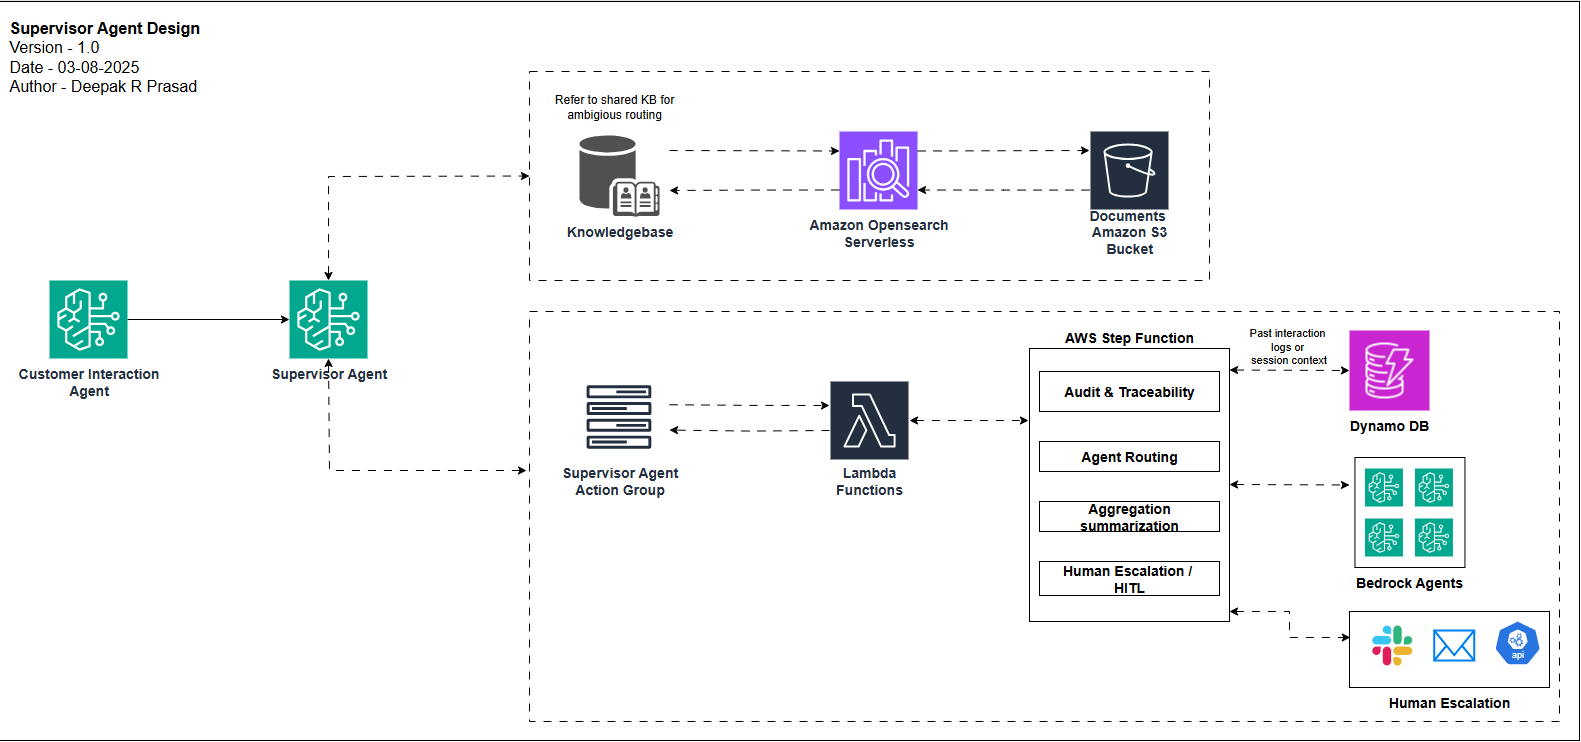 Supervisor Agent Design
Version - 1.0
Date - 03-08-2025
Author - Deepak R Prasad
Refer to shared KB for
ambigious routing
Knowledgebase
Amazon Opensearch
Serverless
Documents
Amazon S3
Bucket
Customer Interaction
Agent
Supervisor Agent
Supervisor Agent
Action Group
Lambda
Functions
AWS Step Function
Audit & Traceability
Agent Routing
Aggregation
summarization
Human Escalation /
HITL
Past interaction
logs or
session context
Dynamo DB
Bedrock Agents
api
Human Escalation